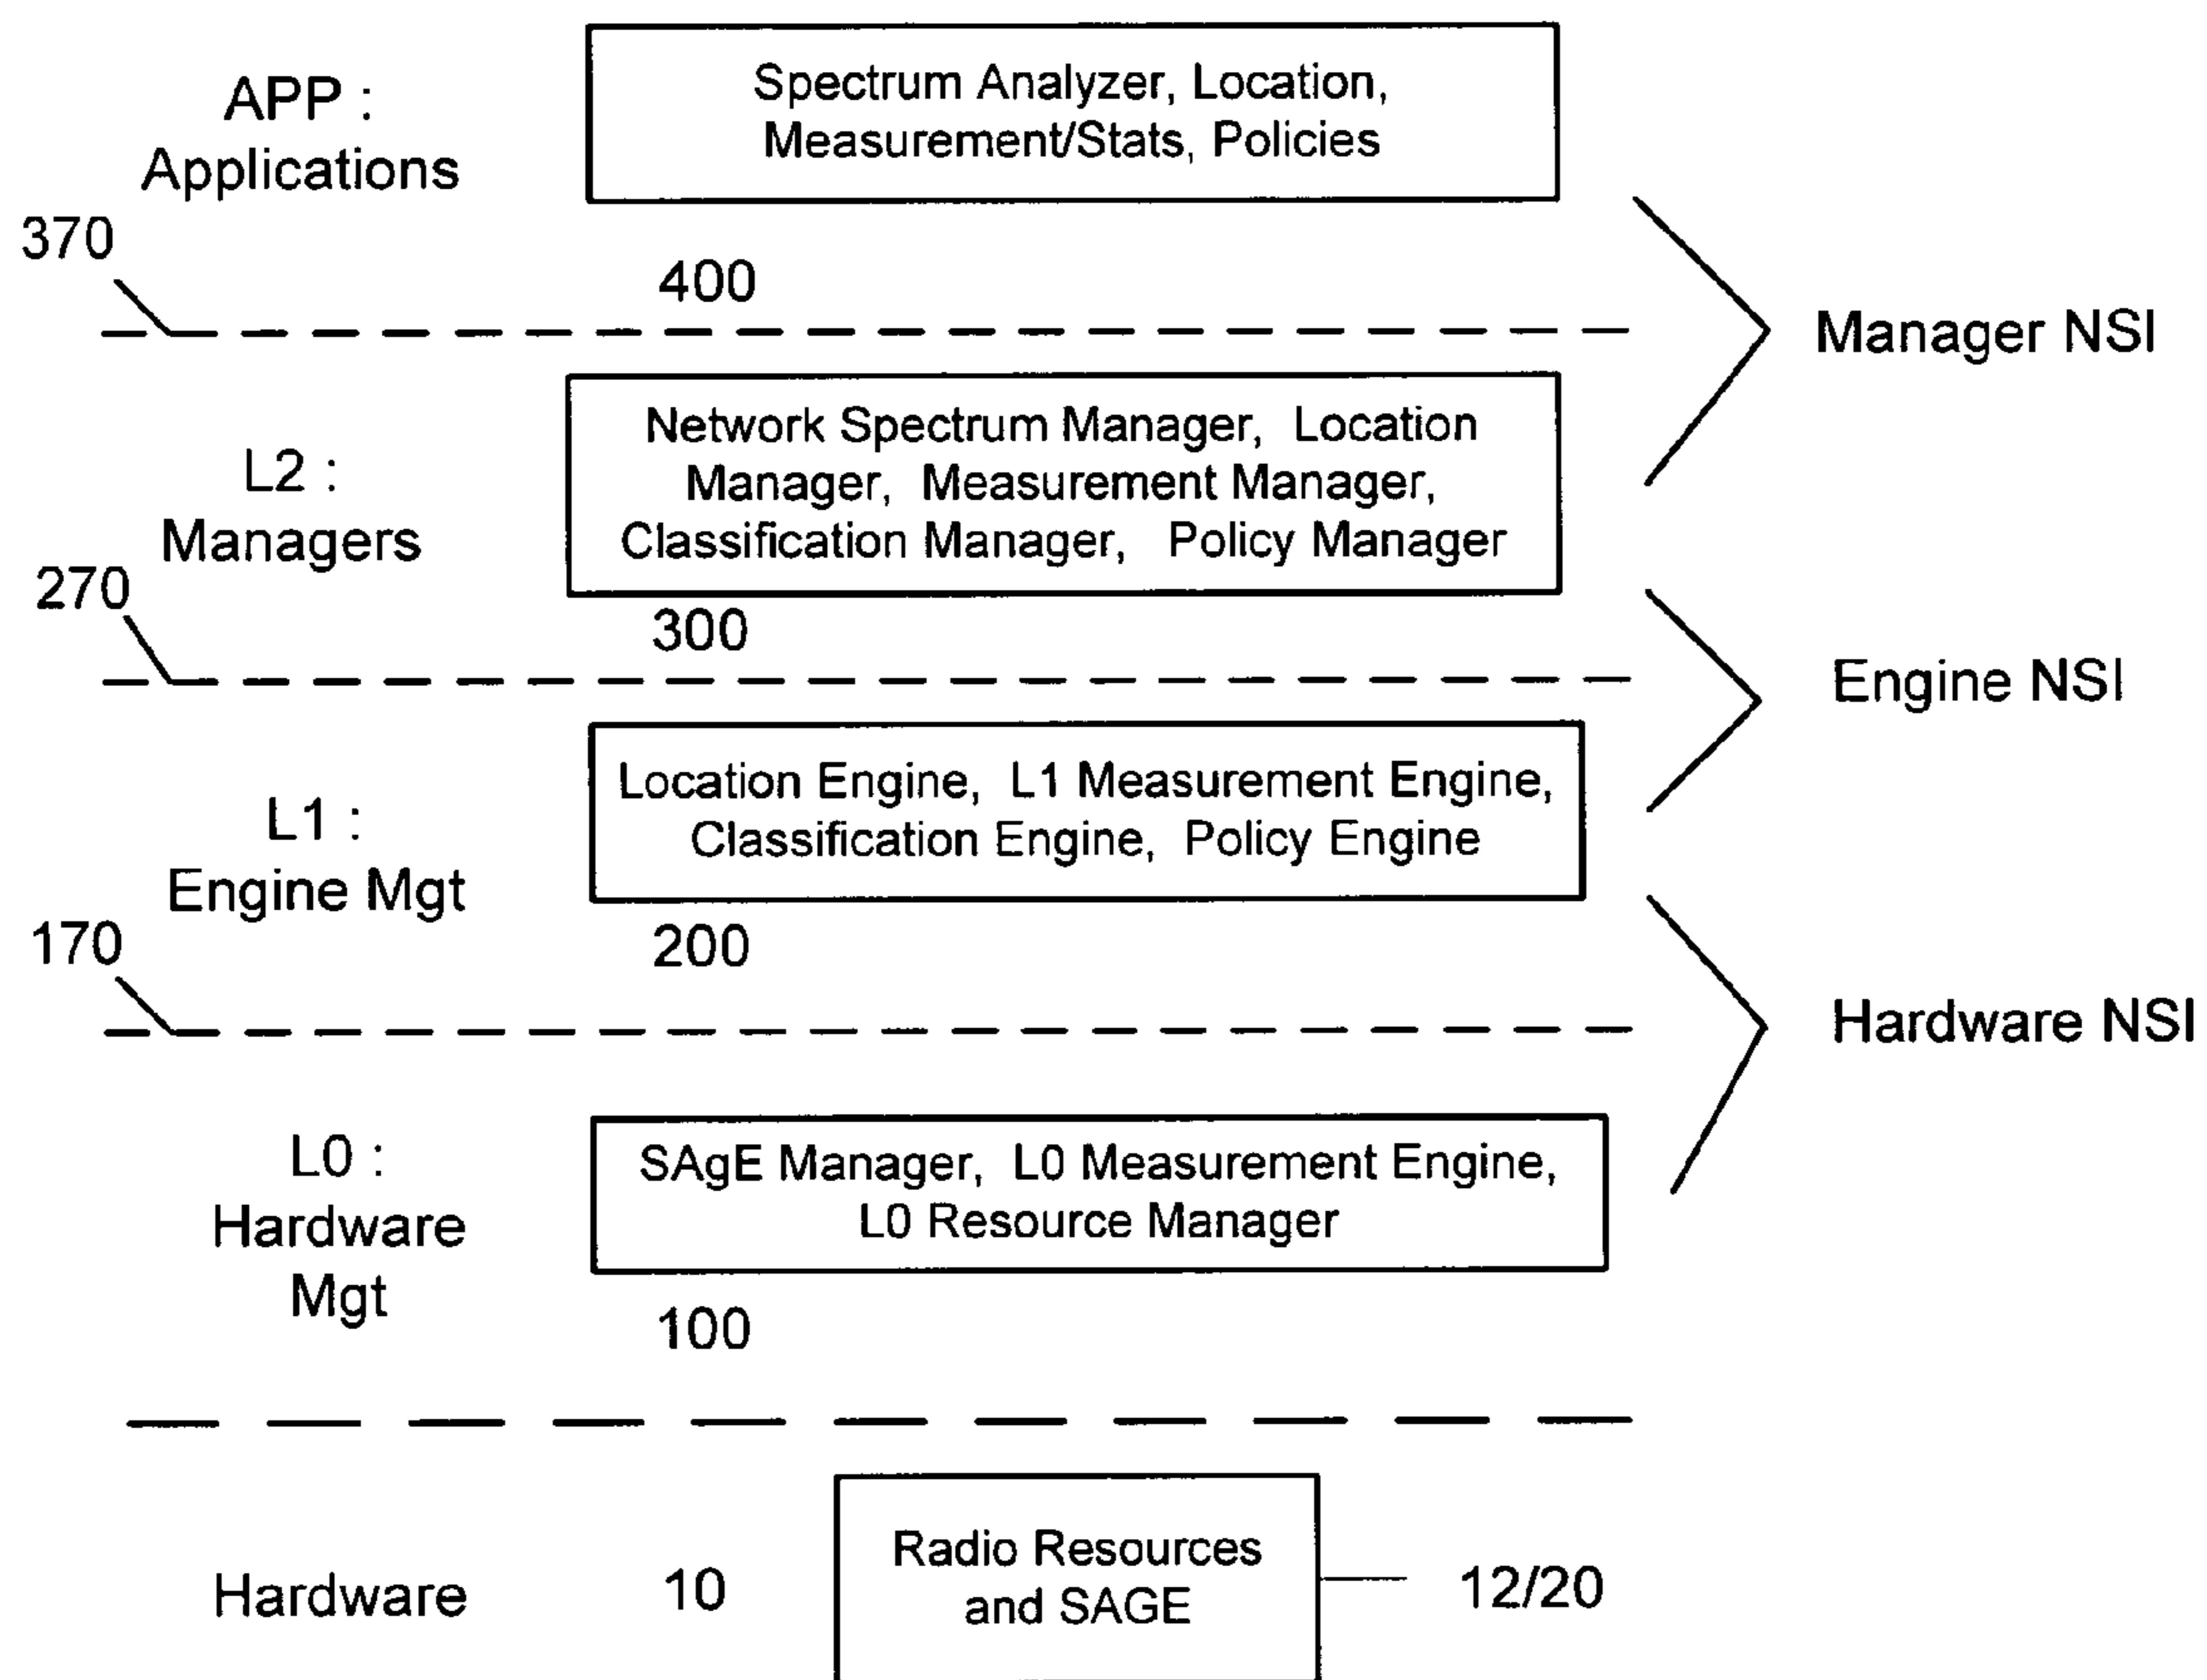 APP :
Applications
Spectrum Analyzer, Location,
Measurement/Stats, Policies
370
400
Manager NSI
L2 :
Managers
Network Spectrum Manager, Location
Manager, Measurement Manager,
Classification Manager, Policy Manager
270
300
Engine NSI
L1 :
Engine Mgt
Location Engine, L1 Measurement Engine,
Classification Engine, Policy Engine
170
200
Hardware NSI
L0 :
Hardware
Mgt
SAgE Manager, L0 Measurement Engine,
L0 Resource Manager
100
Hardware
10
Radio Resources
and SAGE
12/20